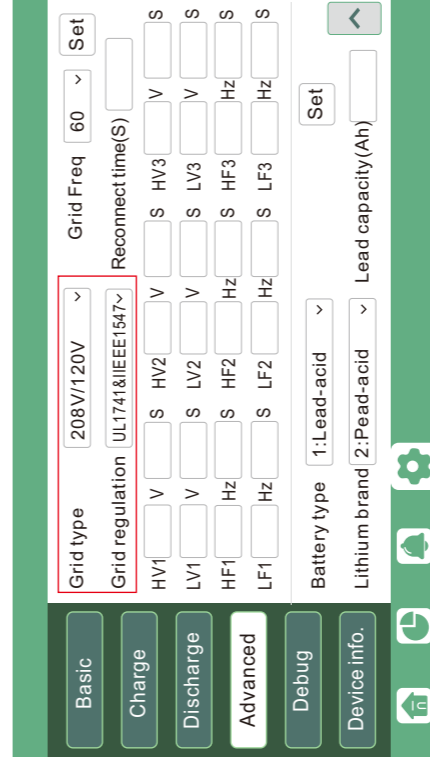 Basic
Charge
Discharge
Advanced
Debug
Device info.
Grid type 208V/120V Grid Freq 60 Set
Grid regulation UL1741&IIEEE1547 Reconnect time(S)
HV1 V S HV2 V S HV3 V S
LV1 V S LV2 V S LV3 V S
HF1 Hz S HF2 Hz S HF3 Hz S
LF1 Hz S LF2 Hz S LF3 Hz S
Battery type 1:Lead-acid Set
Lithium brand 2:Pead-acid Lead capacity(Ah)